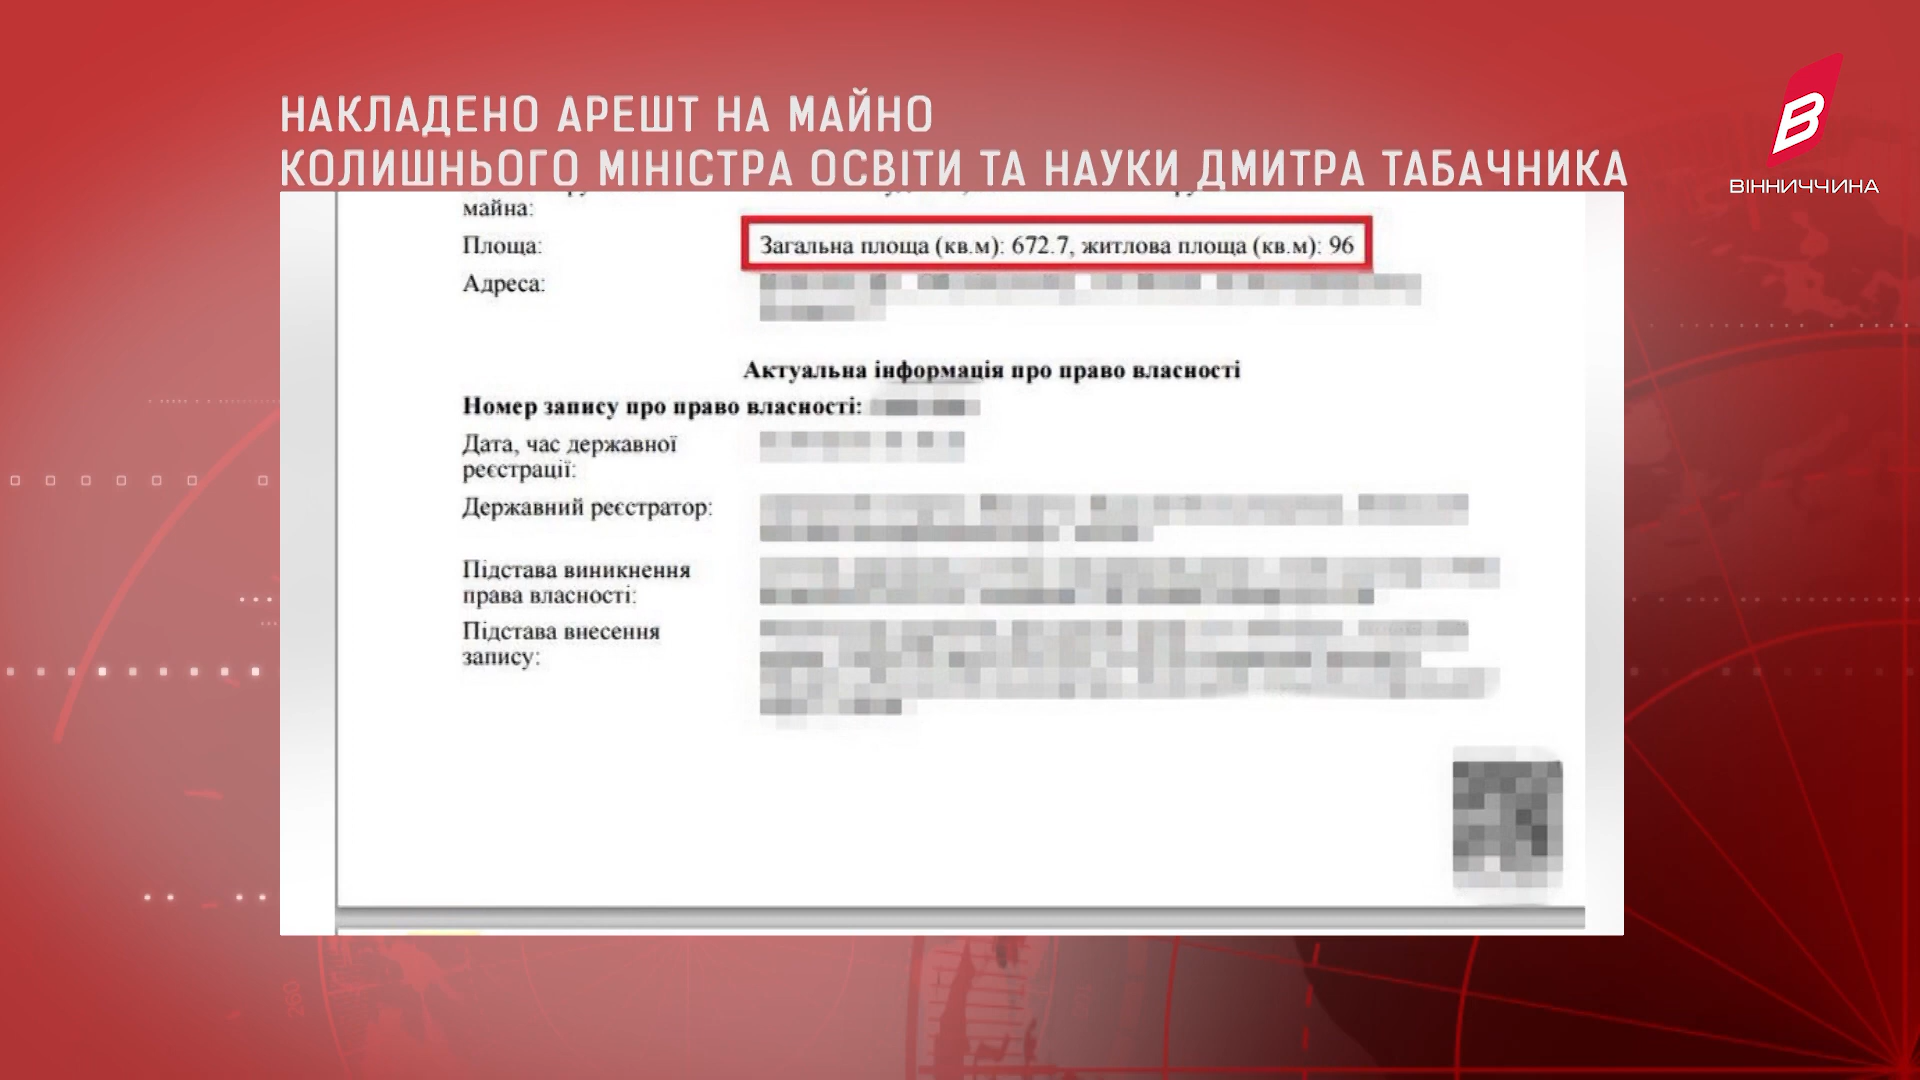 НАКЛАДЕНО АРЕШТ НА МАЙНО
КОЛИШНЬОГО МІНІСТРА ОСВІТИ ТА НАУКИ ДМИТРА ТАБАЧНИКА
ВІННИЧЧИНА
майна:
Площа: Загальна площа (кв.м): 672.7, житлова площа (кв.м): 96
Адреса:
Актуальна інформація про право власності
Номер запису про право власності:
Дата, час державної
реєстрації:
Державний реєстратор:
Підстава виникнення
права власності:
Підстава внесення
запису:
260